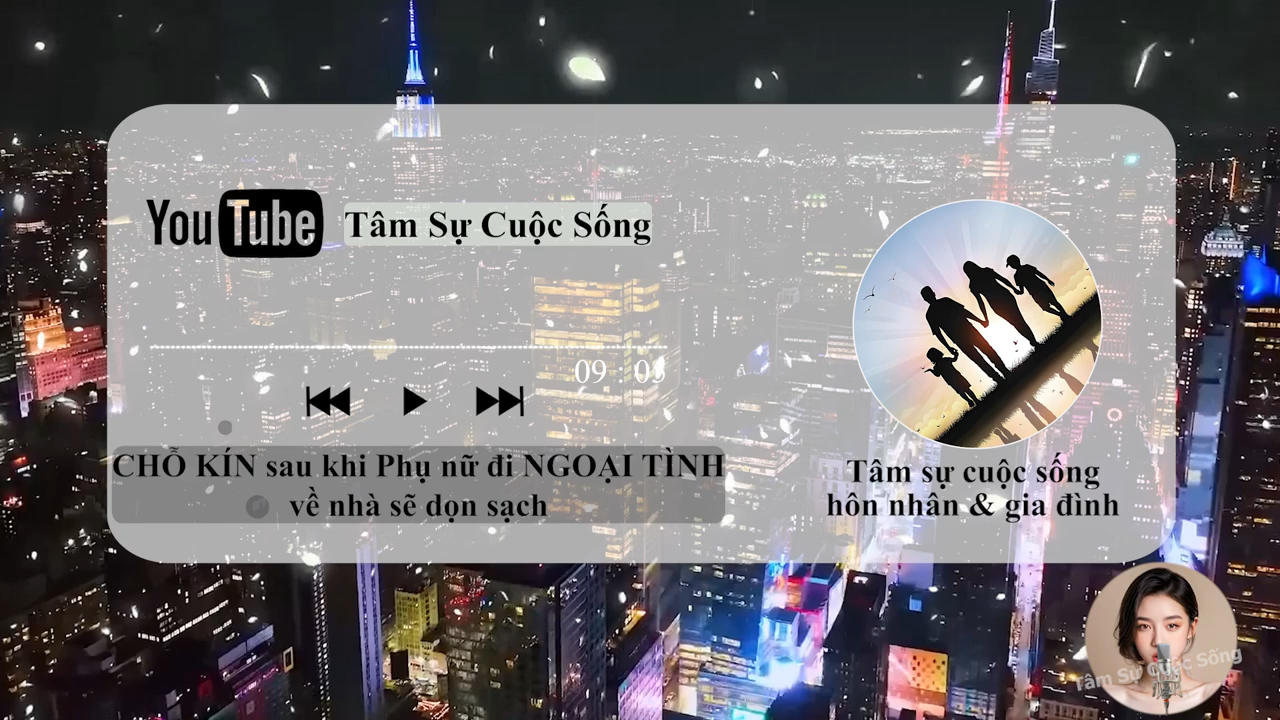 YouTube
Tâm Sự Cuộc Sống
09 : 03
CHỖ KÍN sau khi Phụ nữ đi NGOẠI TÌNH
về nhà sẽ dọn sạch
Tâm sự cuộc sống
hôn nhân & gia đình
Tâm Sự Cuộc Sống